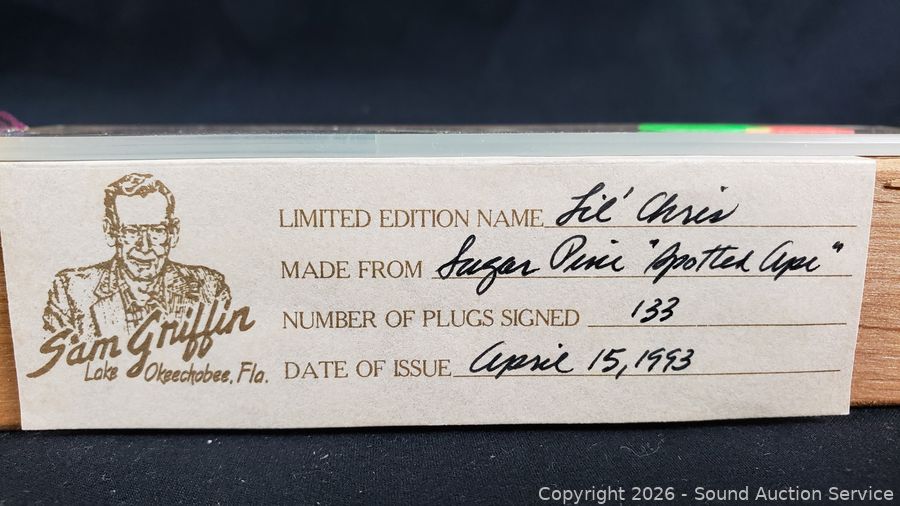 LIMITED EDITION NAME Lil' Chris
MADE FROM Sugar Pine "Spotted Ape"
NUMBER OF PLUGS SIGNED 133
DATE OF ISSUE April 15, 1993
Sam Griffin
Lake Okeechobee, Fla.
Copyright 2026 - Sound Auction Service